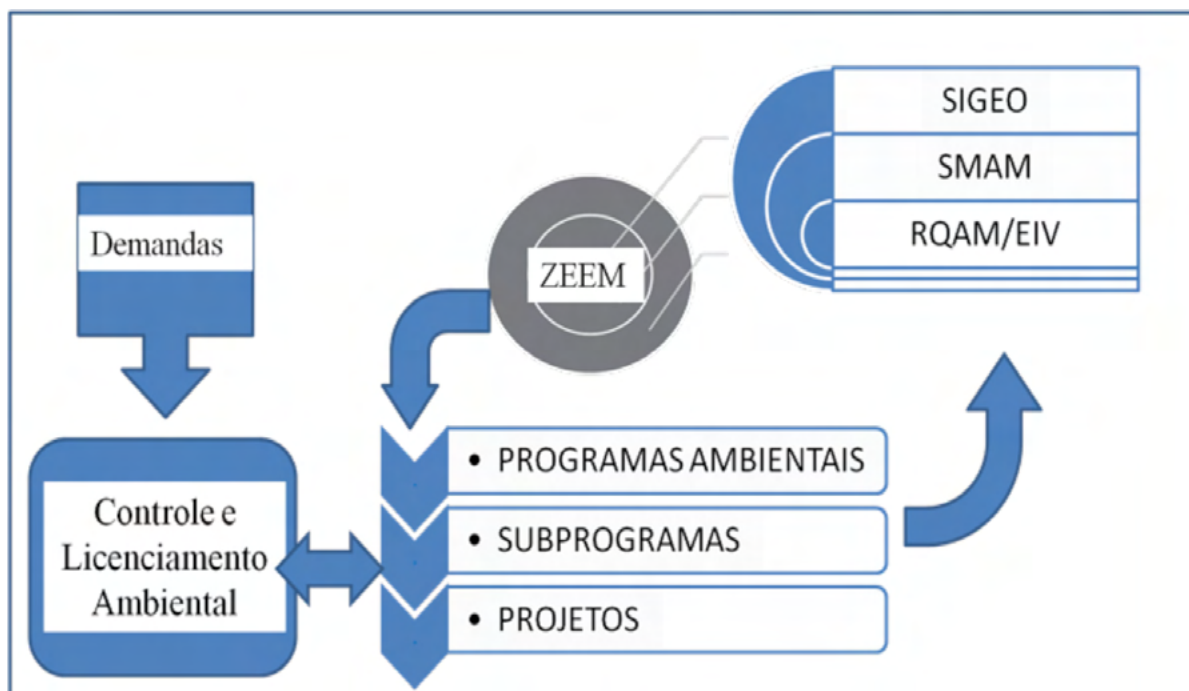 SIGEO
SMAM
RQAM/EIV
Demandas
ZEEM
Controle e
Licenciamento
Ambiental
• PROGRAMAS AMBIENTAIS
• SUBPROGRAMAS
• PROJETOS